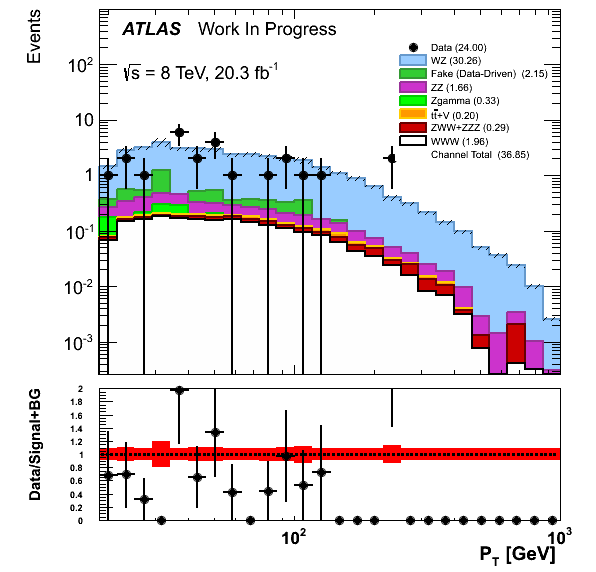 Events
ATLAS Work In Progress
√s = 8 TeV, 20.3 fb⁻¹
Data (24.00)
WZ (30.26)
Fake (Data-Driven) (2.15)
ZZ (1.66)
Zgamma (0.33)
tt̄+V (0.20)
ZWW+ZZZ (0.29)
WWW (1.96)
Channel Total (36.85)
10²
10
1
10⁻¹
10⁻²
10⁻³
Data/Signal+BG
2
1.8
1.6
1.4
1.2
1
0.8
0.6
0.4
0.2
0
10²
10³
P_T [GeV]